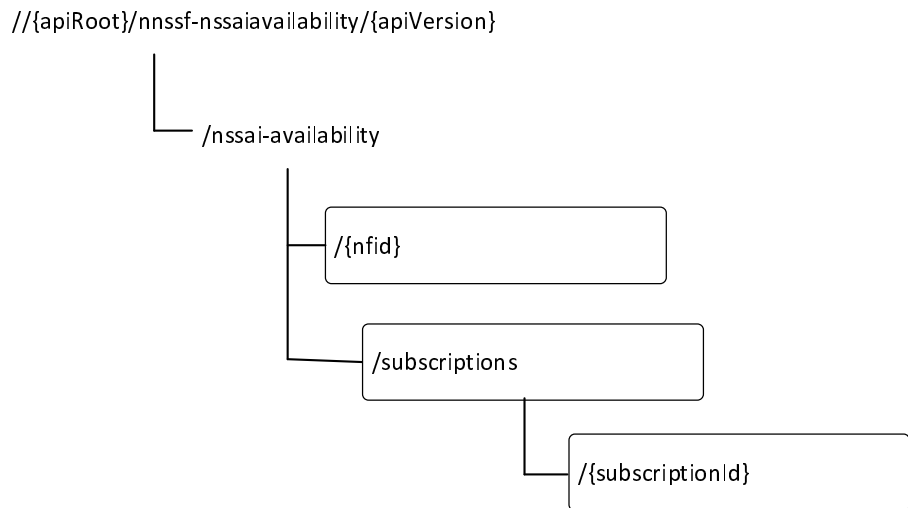 //{apiRoot}/nnssf-nssaiavailability/{apiVersion}
/nssai-availability
/{nfid}
/subscriptions
/{subscriptionId}